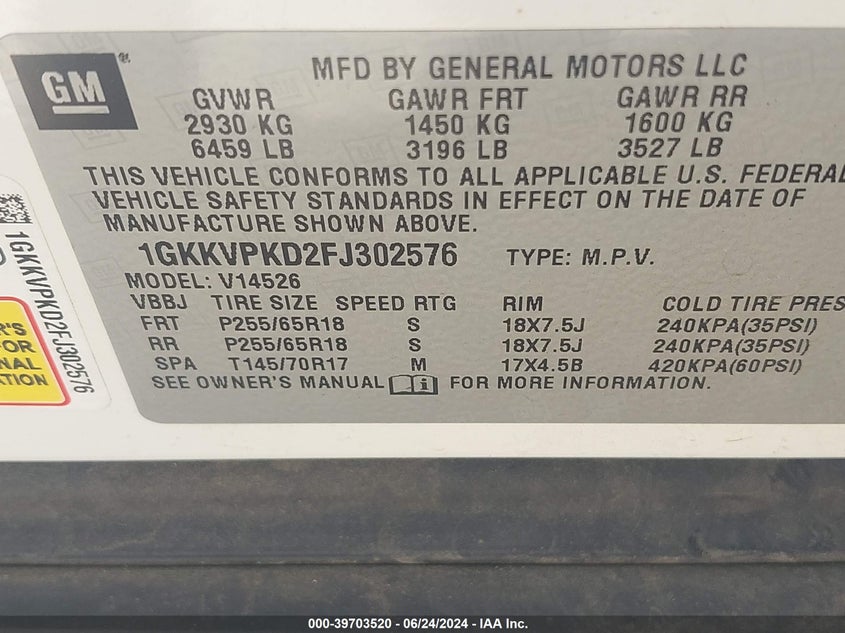 GM
MFD BY GENERAL MOTORS LLC
GVWR GAWR FRT GAWR RR
2930 KG 1450 KG 1600 KG
6459 LB 3196 LB 3527 LB
THIS VEHICLE CONFORMS TO ALL APPLICABLE U.S. FEDERAL
VEHICLE SAFETY STANDARDS IN EFFECT ON THE DATE OF
MANUFACTURE SHOWN ABOVE.
1GKKVPKD2FJ302576 TYPE: M.P.V.
MODEL: V14526
VBBJ TIRE SIZE SPEED RTG RIM COLD TIRE PRES
FRT P255/65R18 S 18X7.5J 240KPA(35PSI)
RR P255/65R18 S 18X7.5J 240KPA(35PSI)
SPA T145/70R17 M 17X4.5B 420KPA(60PSI)
SEE OWNER'S MANUAL FOR MORE INFORMATION.
1GKKVPKD2FJ302576
ER'S
FOR
NAL
ATION
000-39703520 - 06/24/2024 - IAA Inc.